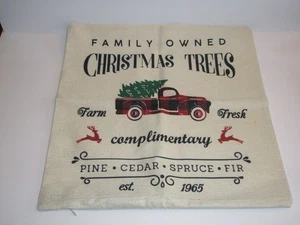 FAMILY OWNED
CHRISTMAS TREES
Farm Fresh
complimentary
PINE • CEDAR • SPRUCE • FIR
est. 1965